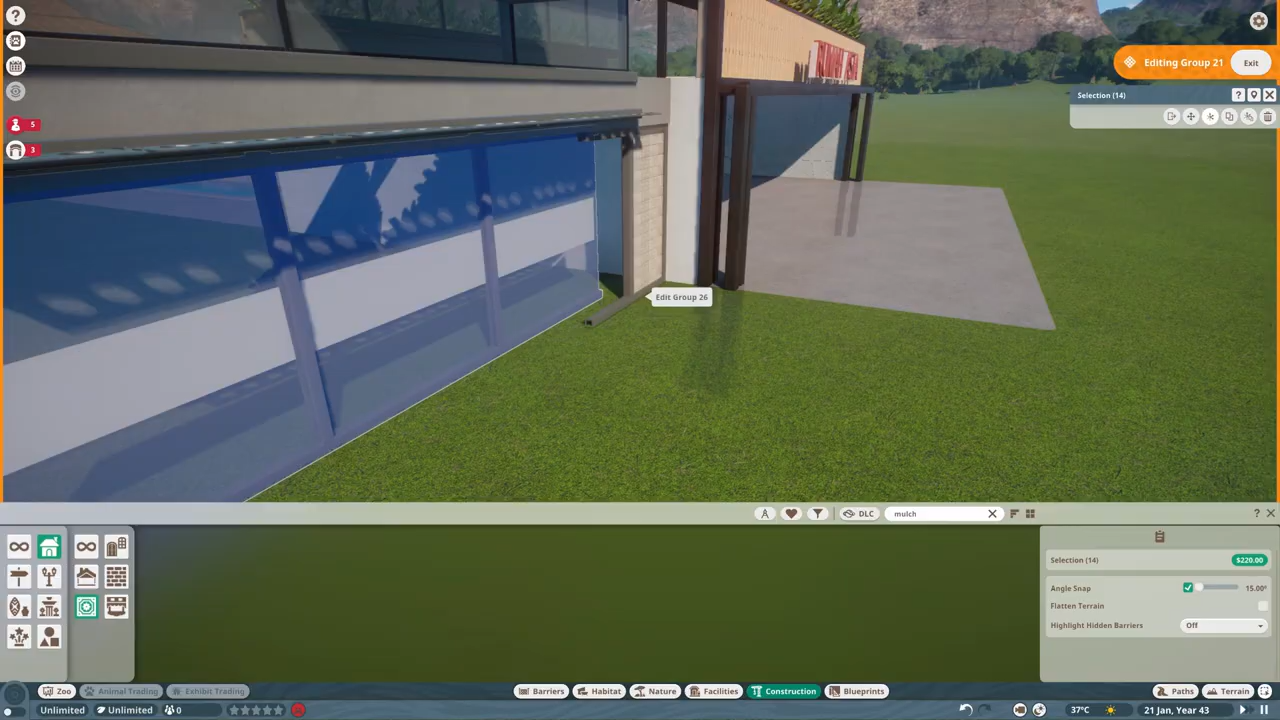 Editing Group 21
Exit
Selection (14)
?
5
3
Edit Group 26
DLC
mulch
?
Selection (14)
$220.00
Angle Snap
15.00°
Flatten Terrain
Highlight Hidden Barriers
Off
Zoo
Animal Trading
Exhibit Trading
Barriers
Habitat
Nature
Facilities
Construction
Blueprints
Paths
Terrain
Unlimited
Unlimited
0
37°C
21 Jan, Year 43